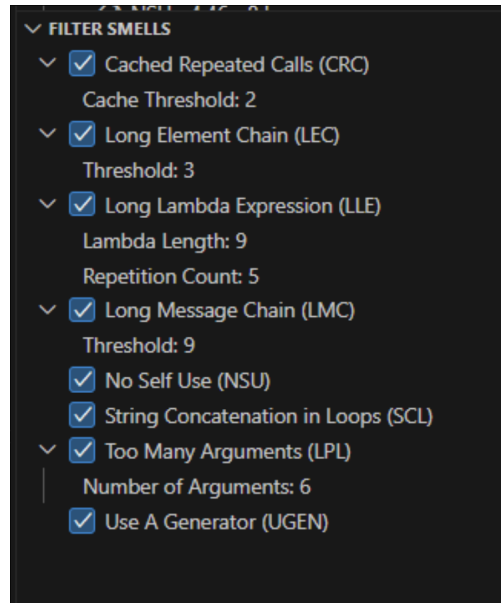 FILTER SMELLS
Cached Repeated Calls (CRC)
Cache Threshold: 2
Long Element Chain (LEC)
Threshold: 3
Long Lambda Expression (LLE)
Lambda Length: 9
Repetition Count: 5
Long Message Chain (LMC)
Threshold: 9
No Self Use (NSU)
String Concatenation in Loops (SCL)
Too Many Arguments (LPL)
Number of Arguments: 6
Use A Generator (UGEN)